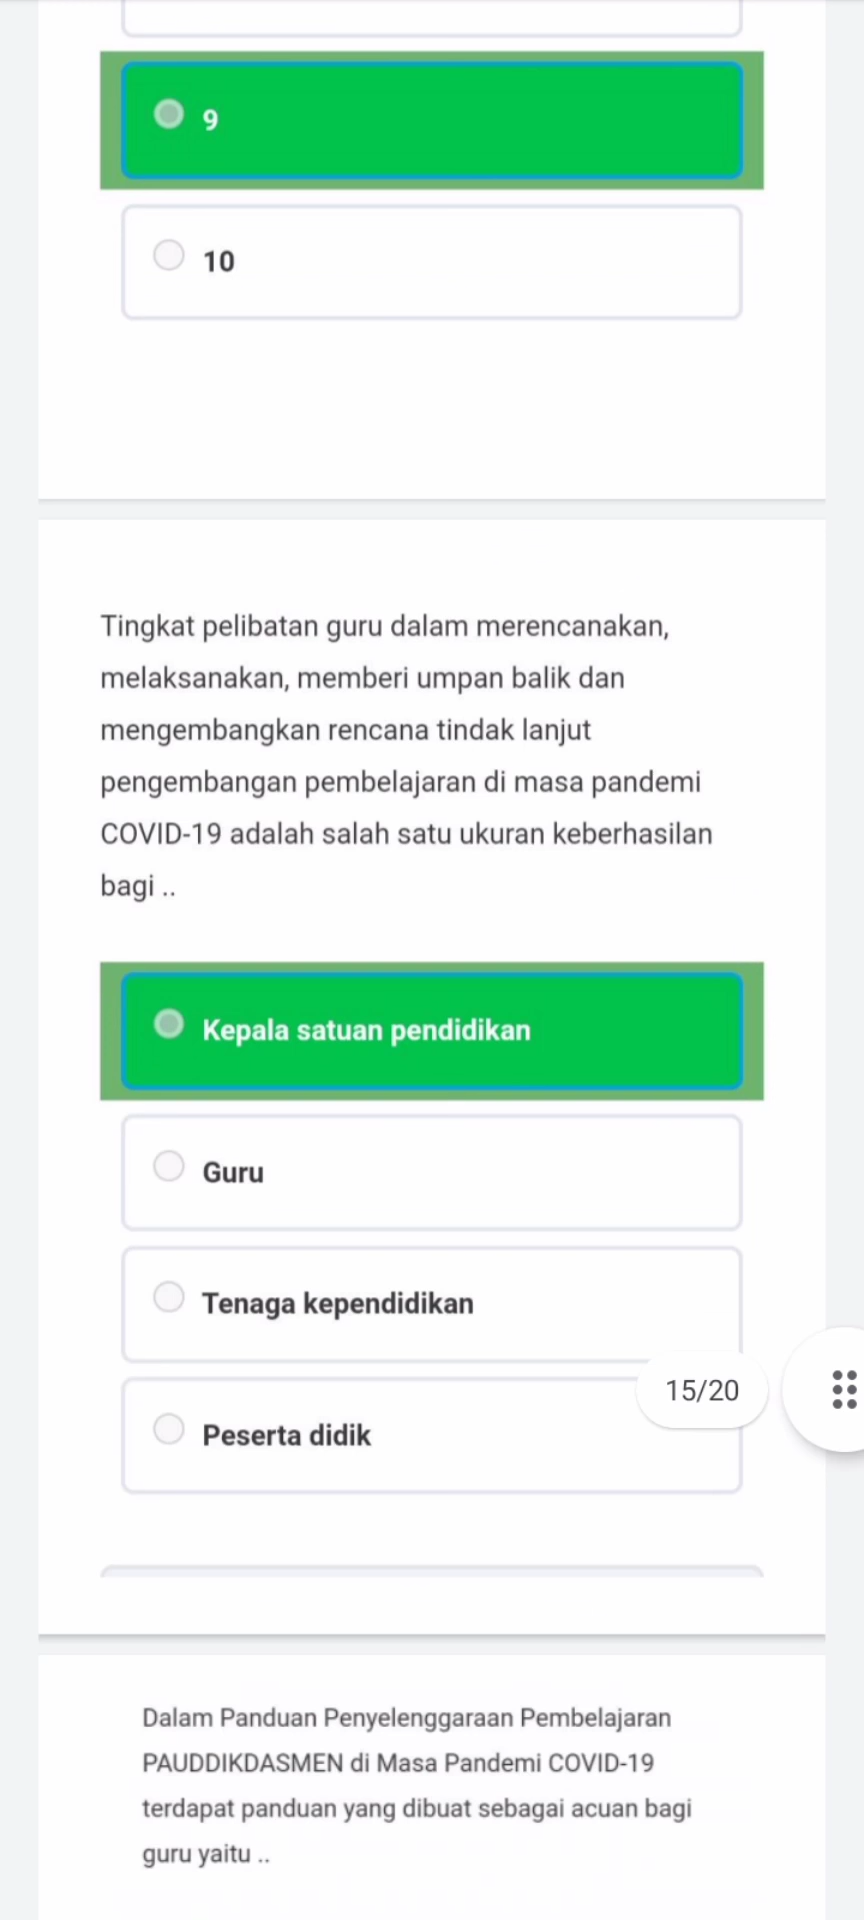 9
10
Tingkat pelibatan guru dalam merencanakan,
melaksanakan, memberi umpan balik dan
mengembangkan rencana tindak lanjut
pengembangan pembelajaran di masa pandemi
COVID-19 adalah salah satu ukuran keberhasilan
bagi ..
Kepala satuan pendidikan
Guru
Tenaga kependidikan
15/20
Peserta didik
Dalam Panduan Penyelenggaraan Pembelajaran
PAUDDIKDASMEN di Masa Pandemi COVID-19
terdapat panduan yang dibuat sebagai acuan bagi
guru yaitu ..